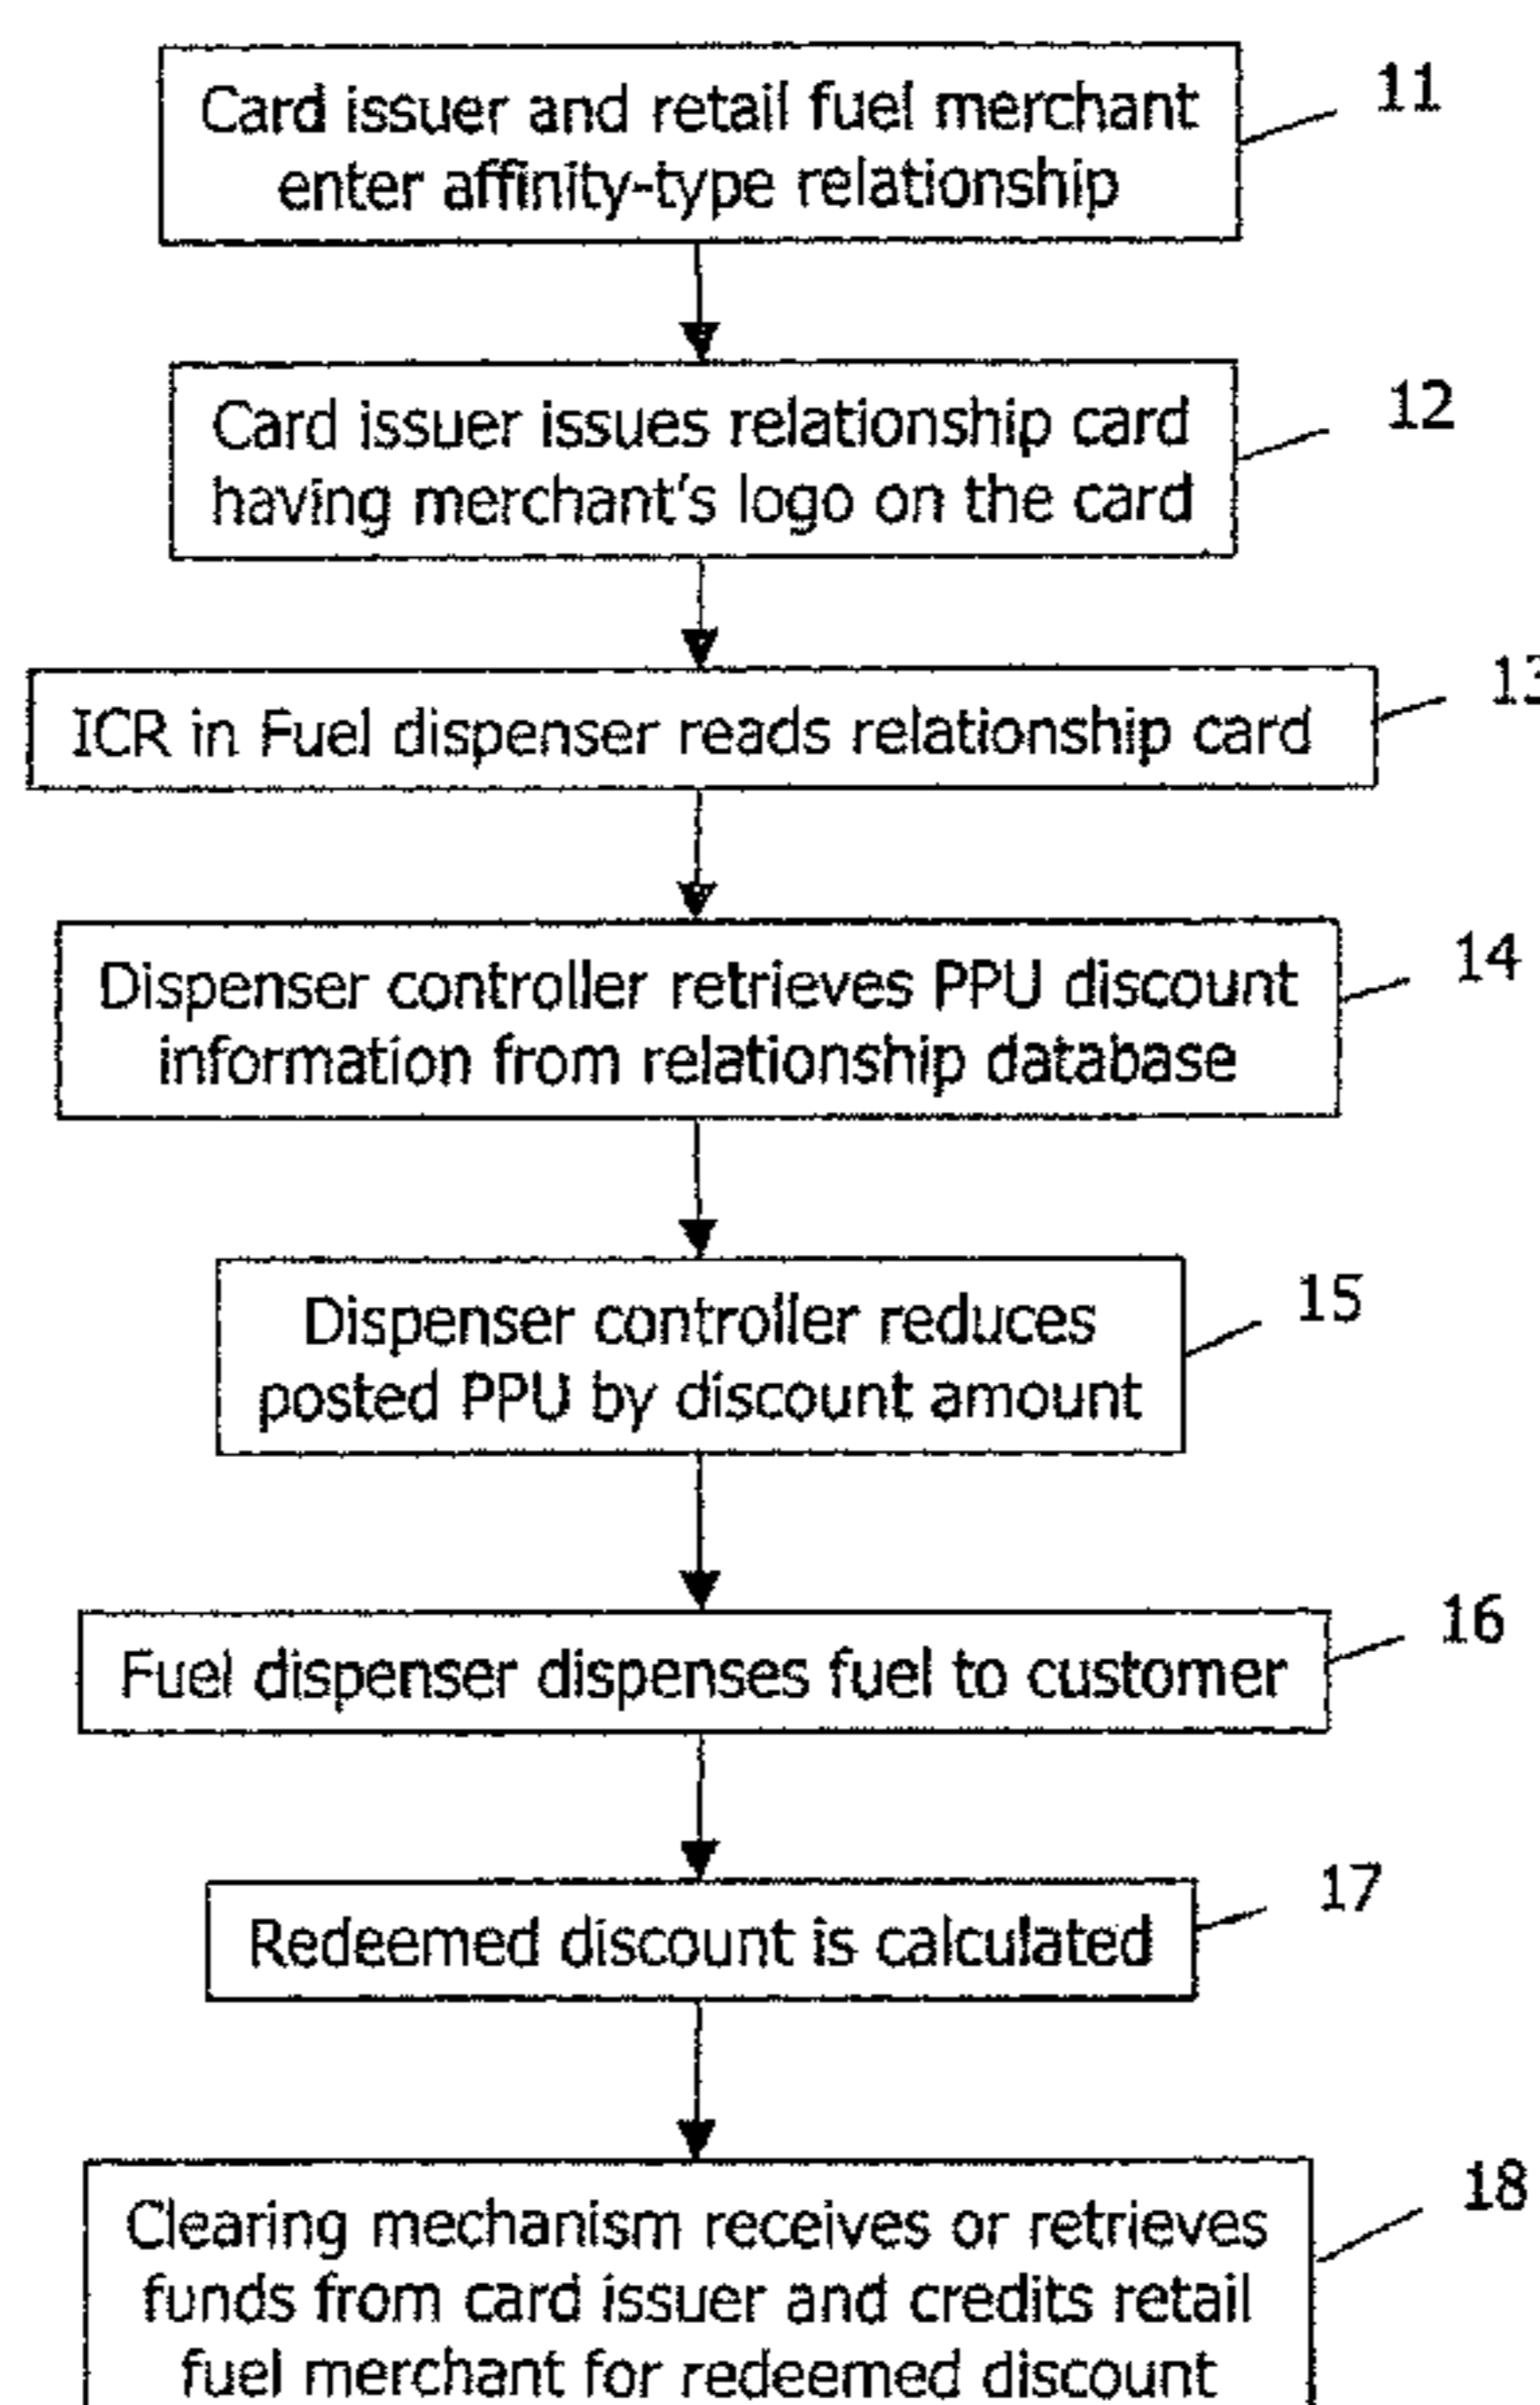 Card issuer and retail fuel merchant
enter affinity-type relationship
11
Card issuer issues relationship card
having merchant's logo on the card
12
ICR in Fuel dispenser reads relationship card
13
Dispenser controller retrieves PPU discount
information from relationship database
14
Dispenser controller reduces
posted PPU by discount amount
15
Fuel dispenser dispenses fuel to customer
16
Redeemed discount is calculated
17
Clearing mechanism receives or retrieves
funds from card issuer and credits retail
fuel merchant for redeemed discount
18